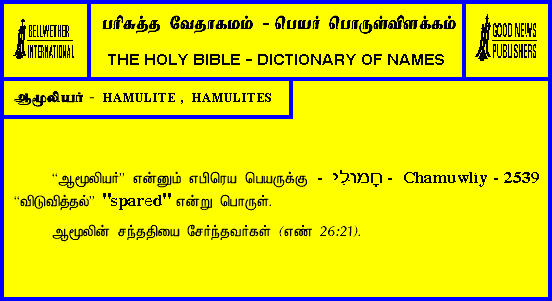 BELLWETHER
INTERNATIONAL
பரிசுத்த வேதாகமம் - பெயர் பொருள்விளக்கம்
THE HOLY BIBLE - DICTIONARY OF NAMES
GOOD NEWS
PUBLISHERS
ஆமூலியர் - HAMULITE , HAMULITES
“ஆமூலியர்” என்னும் எபிரெய பெயருக்கு - חָמוּלִי - Chamuwliy - 2539
“விடுவித்தல்” "spared" என்று பொருள்.
ஆமூலின் சந்ததியை சேர்ந்தவர்கள் (எண் 26:21).